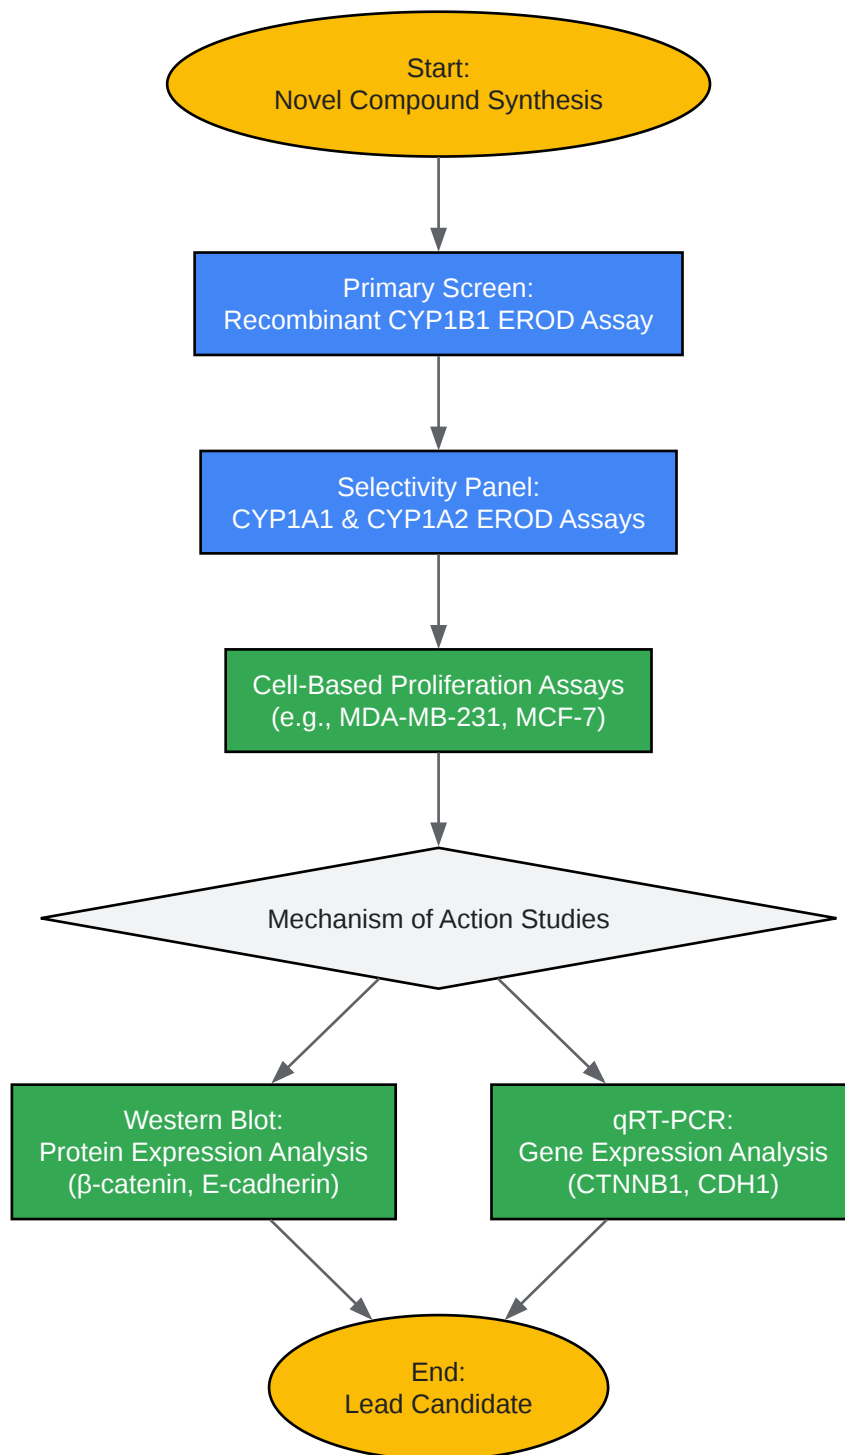 Start:
Novel Compound Synthesis
Primary Screen:
Recombinant CYP1B1 EROD Assay
Selectivity Panel:
CYP1A1 & CYP1A2 EROD Assays
Cell-Based Proliferation Assays
(e.g., MDA-MB-231, MCF-7)
Mechanism of Action Studies
Western Blot:
Protein Expression Analysis
(β-catenin, E-cadherin)
qRT-PCR:
Gene Expression Analysis
(CTNNB1, CDH1)
End:
Lead Candidate